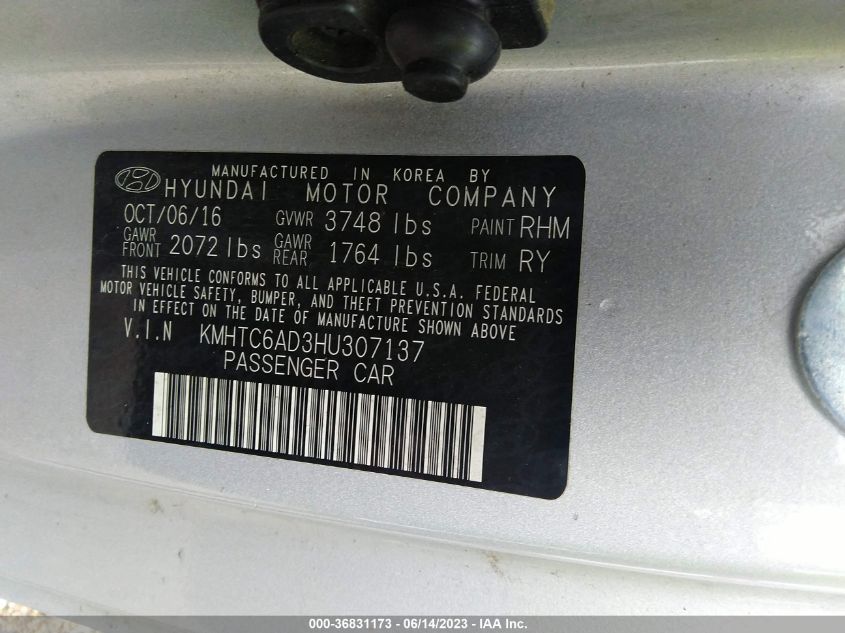 MANUFACTURED IN KOREA BY
HYUNDAI MOTOR COMPANY
OCT/06/16 GVWR 3748 lbs PAINT RHM
GAWR FRONT 2072 lbs GAWR REAR 1764 lbs TRIM RY
THIS VEHICLE CONFORMS TO ALL APPLICABLE U.S.A. FEDERAL
MOTOR VEHICLE SAFETY, BUMPER, AND THEFT PREVENTION STANDARDS
IN EFFECT ON THE DATE OF MANUFACTURE SHOWN ABOVE
V.I.N KMHTC6AD3HU307137
PASSENGER CAR
000-36831173 - 06/14/2023 - IAA Inc.